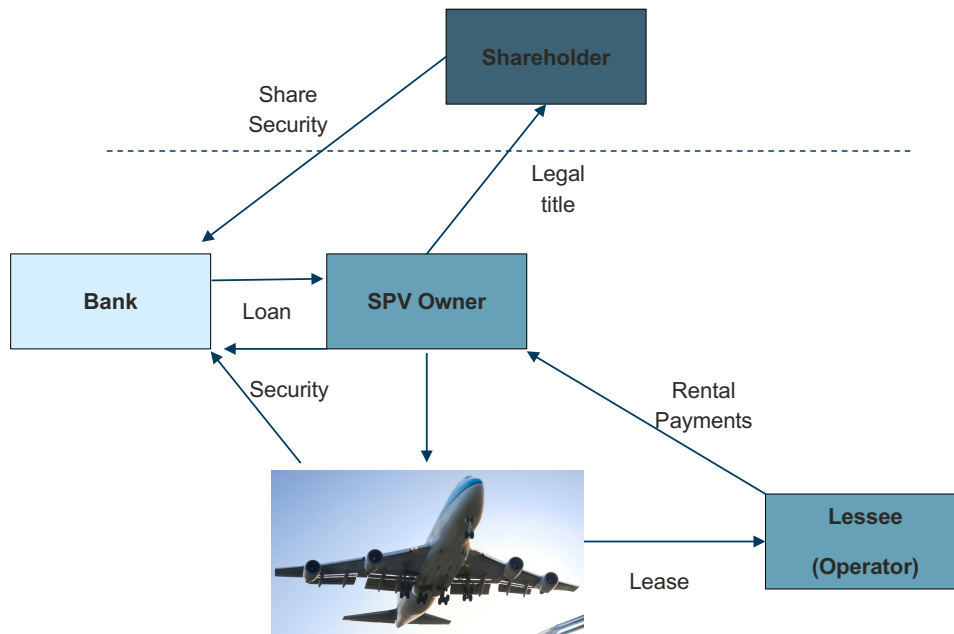 Shareholder
Share
Security
Legal
title
Bank
Loan
SPV Owner
Security
Rental
Payments
Lessee
(Operator)
Lease